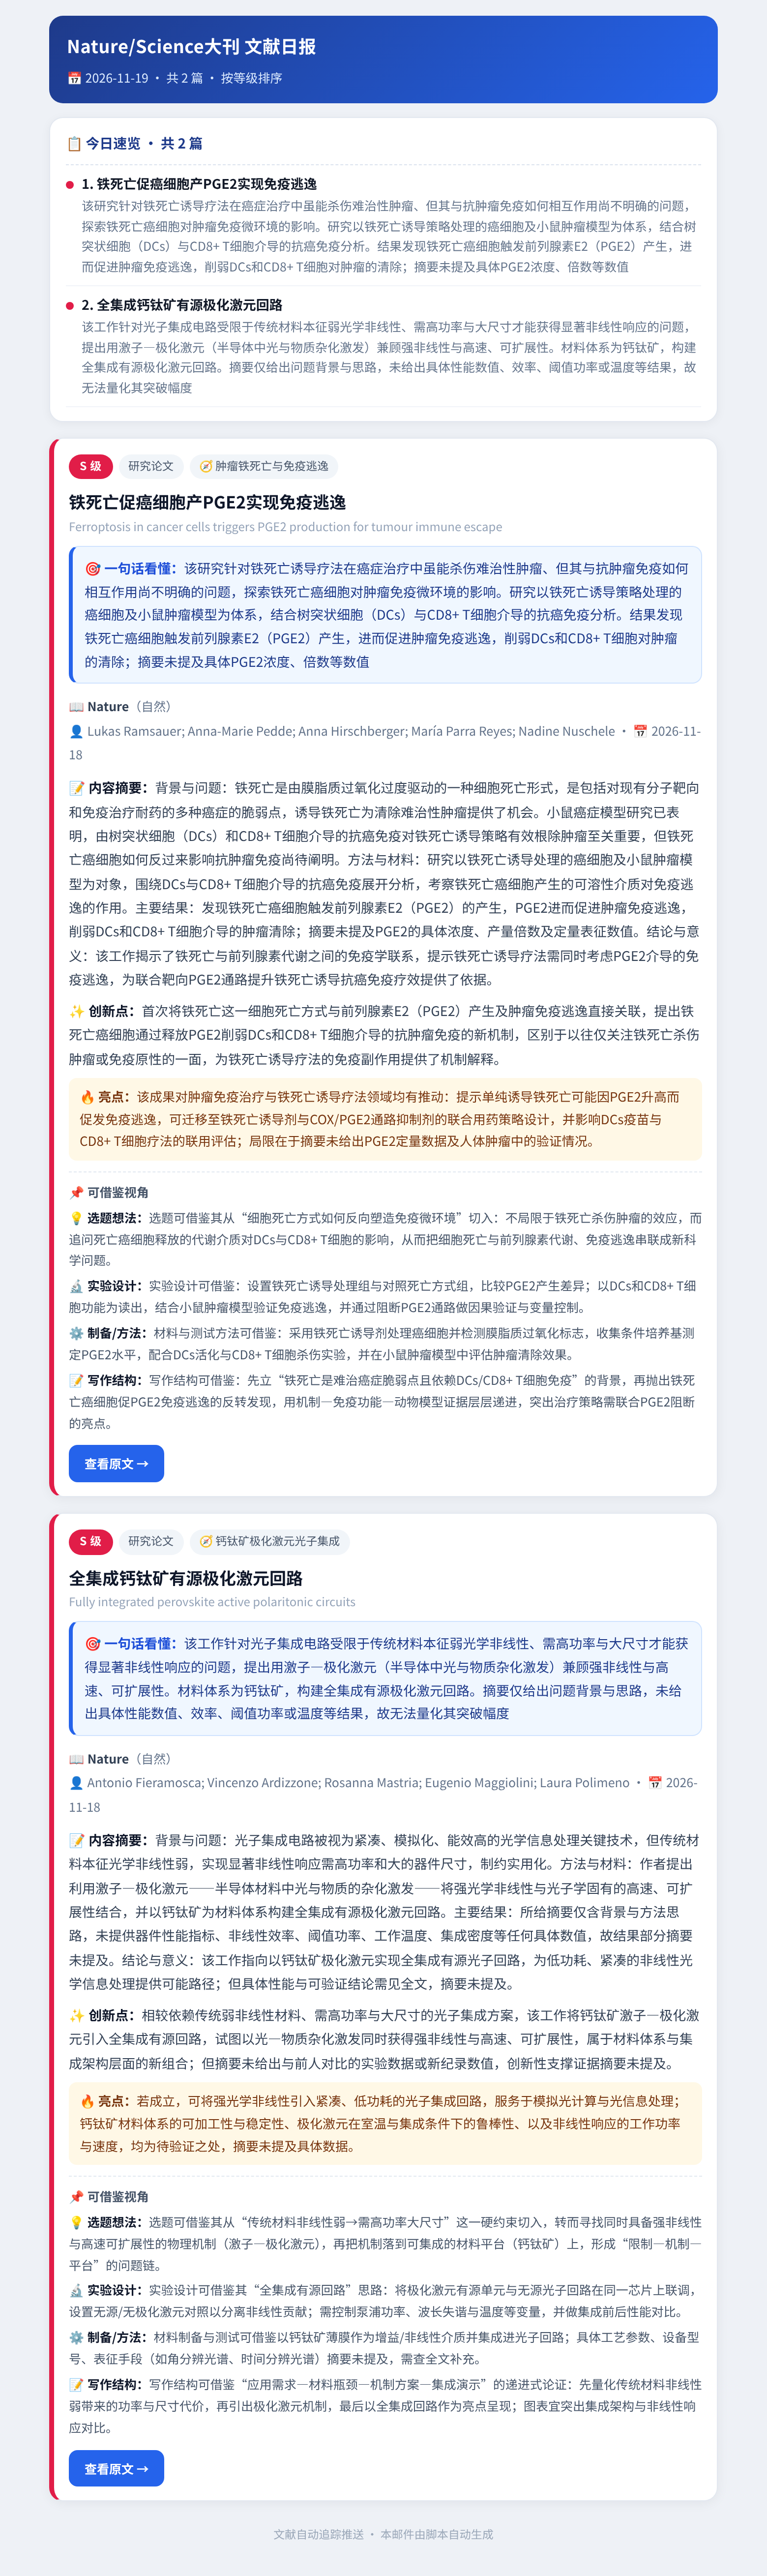 Nature/Science大刊 文献日报
📅 2026-11-19 · 共 2 篇 · 按等级排序
📋 今日速览 · 共 2 篇
1. 铁死亡促癌细胞产PGE2实现免疫逃逸
该研究针对铁死亡诱导疗法在癌症治疗中虽能杀伤难治性肿瘤、但其与抗肿瘤免疫如何相互作用尚不明确的问题，
探索铁死亡癌细胞对肿瘤免疫微环境的影响。研究以铁死亡诱导策略处理的癌细胞及小鼠肿瘤模型为体系，结合树
突状细胞（DCs）与CD8+ T细胞介导的抗癌免疫分析。结果发现铁死亡癌细胞触发前列腺素E2（PGE2）产生，进
而促进肿瘤免疫逃逸，削弱DCs和CD8+ T细胞对肿瘤的清除；摘要未提及具体PGE2浓度、倍数等数值
2. 全集成钙钛矿有源极化激元回路
该工作针对光子集成电路受限于传统材料本征弱光学非线性、需高功率与大尺寸才能获得显著非线性响应的问题，
提出用激子—极化激元（半导体中光与物质杂化激发）兼顾强非线性与高速、可扩展性。材料体系为钙钛矿，构建
全集成有源极化激元回路。摘要仅给出问题背景与思路，未给出具体性能数值、效率、阈值功率或温度等结果，故
无法量化其突破幅度
S 级 研究论文 🧭 肿瘤铁死亡与免疫逃逸
铁死亡促癌细胞产PGE2实现免疫逃逸
Ferroptosis in cancer cells triggers PGE2 production for tumour immune escape
🎯 一句话看懂：该研究针对铁死亡诱导疗法在癌症治疗中虽能杀伤难治性肿瘤、但其与抗肿瘤免疫如何
相互作用尚不明确的问题，探索铁死亡癌细胞对肿瘤免疫微环境的影响。研究以铁死亡诱导策略处理的
癌细胞及小鼠肿瘤模型为体系，结合树突状细胞（DCs）与CD8+ T细胞介导的抗癌免疫分析。结果发现
铁死亡癌细胞触发前列腺素E2（PGE2）产生，进而促进肿瘤免疫逃逸，削弱DCs和CD8+ T细胞对肿瘤
的清除；摘要未提及具体PGE2浓度、倍数等数值
📖 Nature（自然）
👤 Lukas Ramsauer; Anna-Marie Pedde; Anna Hirschberger; María Parra Reyes; Nadine Nuschele · 📅 2026-11-
18
📝 内容摘要：背景与问题：铁死亡是由膜脂质过氧化过度驱动的一种细胞死亡形式，是包括对现有分子靶向
和免疫治疗耐药的多种癌症的脆弱点，诱导铁死亡为清除难治性肿瘤提供了机会。小鼠癌症模型研究已表
明，由树突状细胞（DCs）和CD8+ T细胞介导的抗癌免疫对铁死亡诱导策略有效根除肿瘤至关重要，但铁死
亡癌细胞如何反过来影响抗肿瘤免疫尚待阐明。方法与材料：研究以铁死亡诱导处理的癌细胞及小鼠肿瘤模
型为对象，围绕DCs与CD8+ T细胞介导的抗癌免疫展开分析，考察铁死亡癌细胞产生的可溶性介质对免疫逃
逸的作用。主要结果：发现铁死亡癌细胞触发前列腺素E2（PGE2）的产生，PGE2进而促进肿瘤免疫逃逸，
削弱DCs和CD8+ T细胞介导的肿瘤清除；摘要未提及PGE2的具体浓度、产量倍数及定量表征数值。结论与意
义：该工作揭示了铁死亡与前列腺素代谢之间的免疫学联系，提示铁死亡诱导疗法需同时考虑PGE2介导的免
疫逃逸，为联合靶向PGE2通路提升铁死亡诱导抗癌免疫疗效提供了依据。
✨ 创新点：首次将铁死亡这一细胞死亡方式与前列腺素E2（PGE2）产生及肿瘤免疫逃逸直接关联，提出铁
死亡癌细胞通过释放PGE2削弱DCs和CD8+ T细胞介导的抗肿瘤免疫的新机制，区别于以往仅关注铁死亡杀伤
肿瘤或免疫原性的一面，为铁死亡诱导疗法的免疫副作用提供了机制解释。
🔥 亮点：该成果对肿瘤免疫治疗与铁死亡诱导疗法领域均有推动：提示单纯诱导铁死亡可能因PGE2升高而
促发免疫逃逸，可迁移至铁死亡诱导剂与COX/PGE2通路抑制剂的联合用药策略设计，并影响DCs疫苗与
CD8+ T细胞疗法的联用评估；局限在于摘要未给出PGE2定量数据及人体肿瘤中的验证情况。
📌 可借鉴视角
💡 选题想法：选题可借鉴其从“细胞死亡方式如何反向塑造免疫微环境”切入：不局限于铁死亡杀伤肿瘤的效应，而
追问死亡癌细胞释放的代谢介质对DCs与CD8+ T细胞的影响，从而把细胞死亡与前列腺素代谢、免疫逃逸串联成新科
学问题。
🔬 实验设计：实验设计可借鉴：设置铁死亡诱导处理组与对照死亡方式组，比较PGE2产生差异；以DCs和CD8+ T细
胞功能为读出，结合小鼠肿瘤模型验证免疫逃逸，并通过阻断PGE2通路做因果验证与变量控制。
⚙️ 制备/方法：材料与测试方法可借鉴：采用铁死亡诱导剂处理癌细胞并检测膜脂质过氧化标志，收集条件培养基测
定PGE2水平，配合DCs活化与CD8+ T细胞杀伤实验，并在小鼠肿瘤模型中评估肿瘤清除效果。
📝 写作结构：写作结构可借鉴：先立“铁死亡是难治癌症脆弱点且依赖DCs/CD8+ T细胞免疫”的背景，再抛出铁死
亡癌细胞促PGE2免疫逃逸的反转发现，用机制—免疫功能—动物模型证据层层递进，突出治疗策略需联合PGE2阻断
的亮点。
查看原文 →
S 级 研究论文 🧭 钙钛矿极化激元光子集成
全集成钙钛矿有源极化激元回路
Fully integrated perovskite active polaritonic circuits
🎯 一句话看懂：该工作针对光子集成电路受限于传统材料本征弱光学非线性、需高功率与大尺寸才能获
得显著非线性响应的问题，提出用激子—极化激元（半导体中光与物质杂化激发）兼顾强非线性与高
速、可扩展性。材料体系为钙钛矿，构建全集成有源极化激元回路。摘要仅给出问题背景与思路，未给
出具体性能数值、效率、阈值功率或温度等结果，故无法量化其突破幅度
📖 Nature（自然）
👤 Antonio Fieramosca; Vincenzo Ardizzone; Rosanna Mastria; Eugenio Maggiolini; Laura Polimeno · 📅 2026-
11-18
📝 内容摘要：背景与问题：光子集成电路被视为紧凑、模拟化、能效高的光学信息处理关键技术，但传统材
料本征光学非线性弱，实现显著非线性响应需高功率和大的器件尺寸，制约实用化。方法与材料：作者提出
利用激子—极化激元——半导体材料中光与物质的杂化激发——将强光学非线性与光子学固有的高速、可扩
展性结合，并以钙钛矿为材料体系构建全集成有源极化激元回路。主要结果：所给摘要仅含背景与方法思
路，未提供器件性能指标、非线性效率、阈值功率、工作温度、集成密度等任何具体数值，故结果部分摘要
未提及。结论与意义：该工作指向以钙钛矿极化激元实现全集成有源光子回路，为低功耗、紧凑的非线性光
学信息处理提供可能路径；但具体性能与可验证结论需见全文，摘要未提及。
✨ 创新点：相较依赖传统弱非线性材料、需高功率与大尺寸的光子集成方案，该工作将钙钛矿激子—极化激
元引入全集成有源回路，试图以光—物质杂化激发同时获得强非线性与高速、可扩展性，属于材料体系与集
成架构层面的新组合；但摘要未给出与前人对比的实验数据或新纪录数值，创新性支撑证据摘要未提及。
🔥 亮点：若成立，可将强光学非线性引入紧凑、低功耗的光子集成回路，服务于模拟光计算与光信息处理；
钙钛矿材料体系的可加工性与稳定性、极化激元在室温与集成条件下的鲁棒性、以及非线性响应的工作功率
与速度，均为待验证之处，摘要未提及具体数据。
📌 可借鉴视角
💡 选题想法：选题可借鉴其从“传统材料非线性弱→需高功率大尺寸”这一硬约束切入，转而寻找同时具备强非线性
与高速可扩展性的物理机制（激子—极化激元），再把机制落到可集成的材料平台（钙钛矿）上，形成“限制—机制—
平台”的问题链。
🔬 实验设计：实验设计可借鉴其“全集成有源回路”思路：将极化激元有源单元与无源光子回路在同一芯片上联调，
设置无源/无极化激元对照以分离非线性贡献；需控制泵浦功率、波长失谐与温度等变量，并做集成前后性能对比。
⚙️ 制备/方法：材料制备与测试可借鉴以钙钛矿薄膜作为增益/非线性介质并集成进光子回路；具体工艺参数、设备型
号、表征手段（如角分辨光谱、时间分辨光谱）摘要未提及，需查全文补充。
📝 写作结构：写作结构可借鉴“应用需求—材料瓶颈—机制方案—集成演示”的递进式论证：先量化传统材料非线性
弱带来的功率与尺寸代价，再引出极化激元机制，最后以全集成回路作为亮点呈现；图表宜突出集成架构与非线性响
应对比。
查看原文 →
文献自动追踪推送 · 本邮件由脚本自动生成